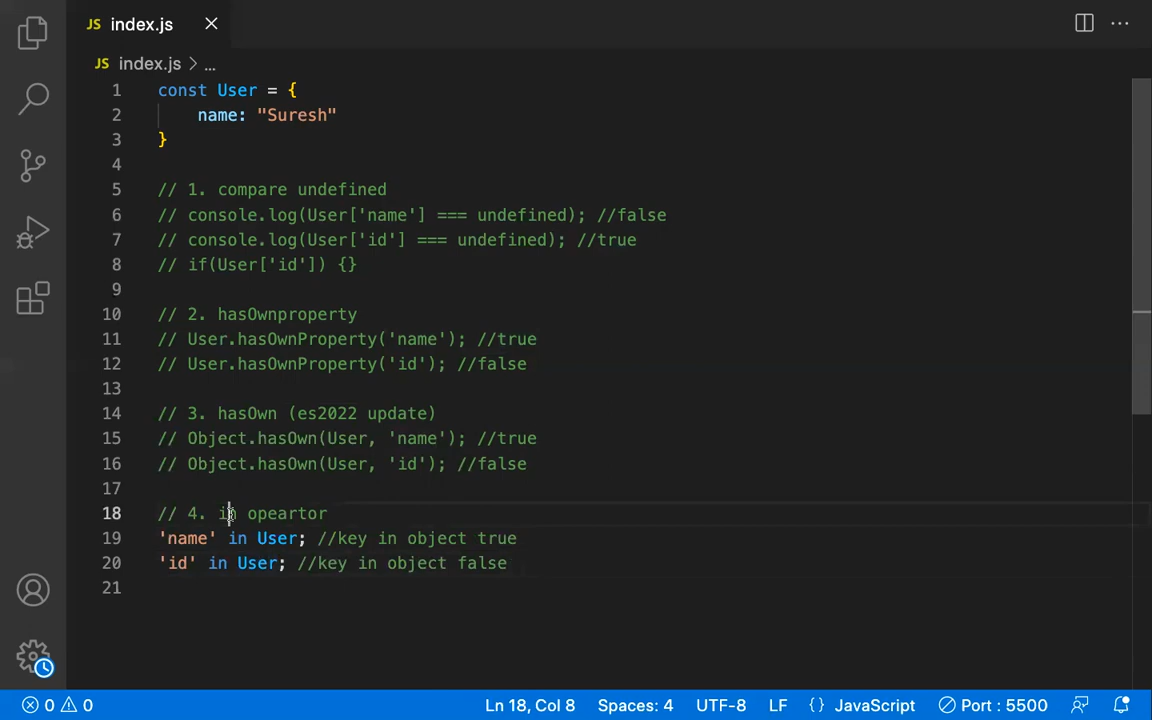 JS index.js
JS index.js > ...
1 const User = {
2 name: "Suresh"
3 }
4
5 // 1. compare undefined
6 // console.log(User['name'] === undefined); //false
7 // console.log(User['id'] === undefined); //true
8 // if(User['id']) {}
9
10 // 2. hasOwnproperty
11 // User.hasOwnProperty('name'); //true
12 // User.hasOwnProperty('id'); //false
13
14 // 3. hasOwn (es2022 update)
15 // Object.hasOwn(User, 'name'); //true
16 // Object.hasOwn(User, 'id'); //false
17
18 // 4. in opeartor
19 'name' in User; //key in object true
20 'id' in User; //key in object false
21
0 0 Ln 18, Col 8 Spaces: 4 UTF-8 LF {} JavaScript Port : 5500